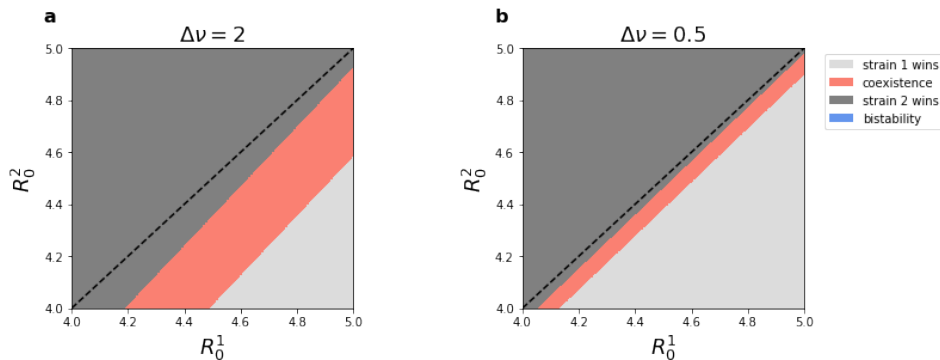 a
Δν = 2
5.0
4.8
4.6
4.4
4.2
4.0
R₀²
4.0 4.2 4.4 4.6 4.8 5.0
R₀¹
b
Δν = 0.5
5.0
4.8
4.6
4.4
4.2
4.0
R₀²
4.0 4.2 4.4 4.6 4.8 5.0
R₀¹
strain 1 wins
coexistence
strain 2 wins
bistability